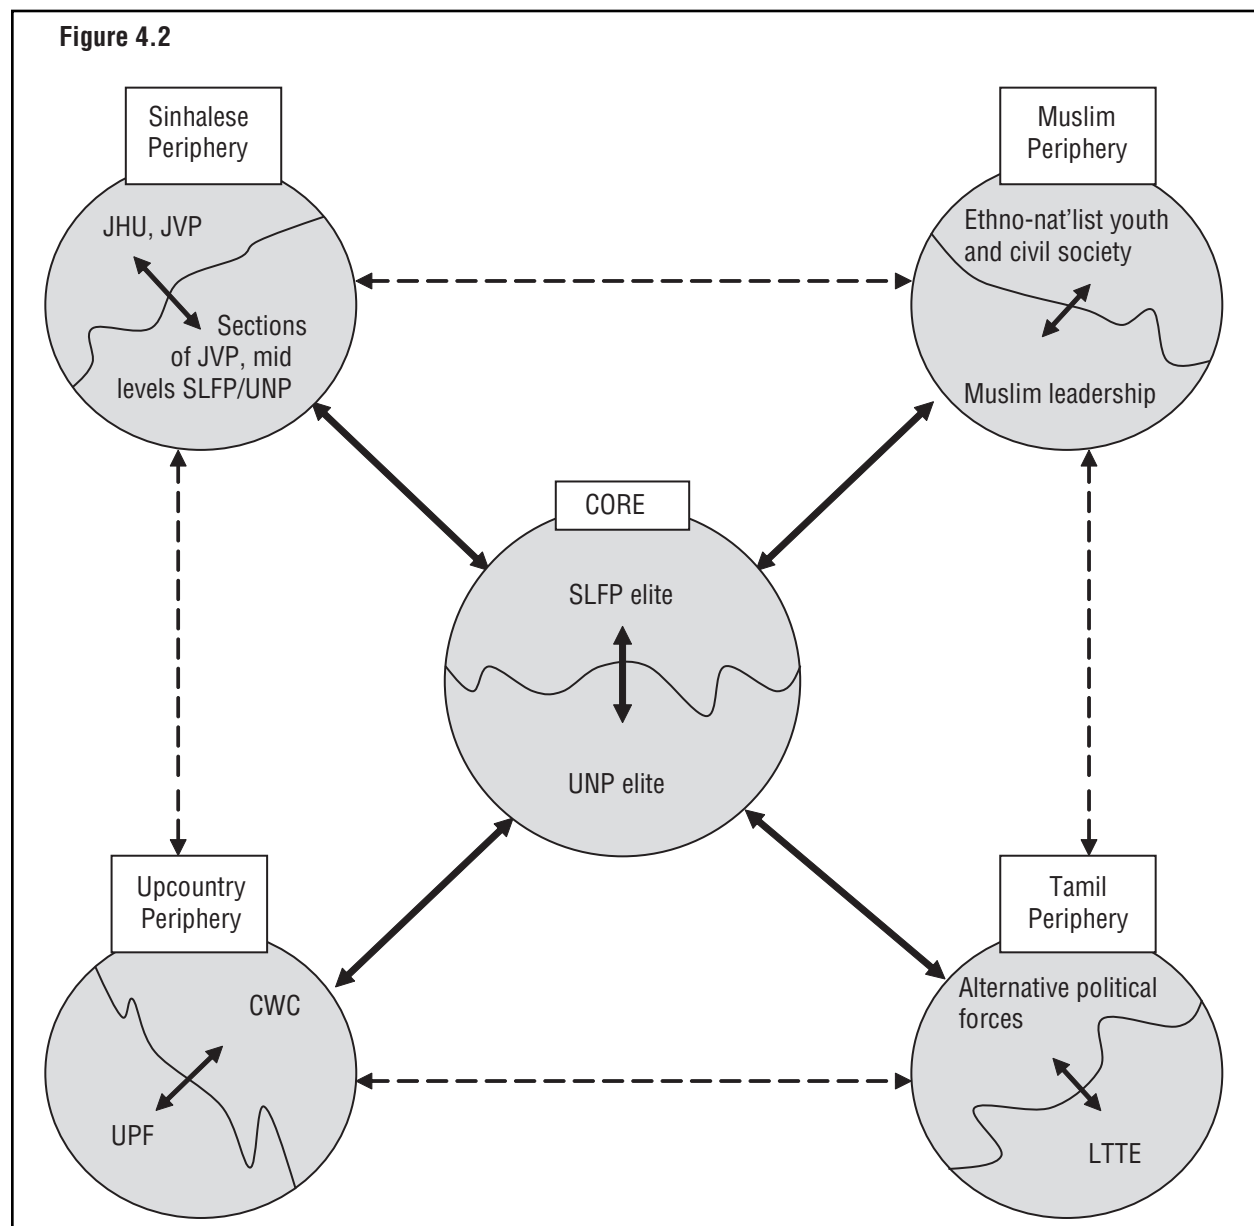 Figure 4.2
Sinhalese
Periphery
JHU, JVP
Sections
of JVP, mid
levels SLFP/UNP
Muslim
Periphery
Ethno-nat’list youth
and civil society
Muslim leadership
CORE
SLFP elite
UNP elite
Upcountry
Periphery
CWC
UPF
Tamil
Periphery
Alternative political
forces
LTTE